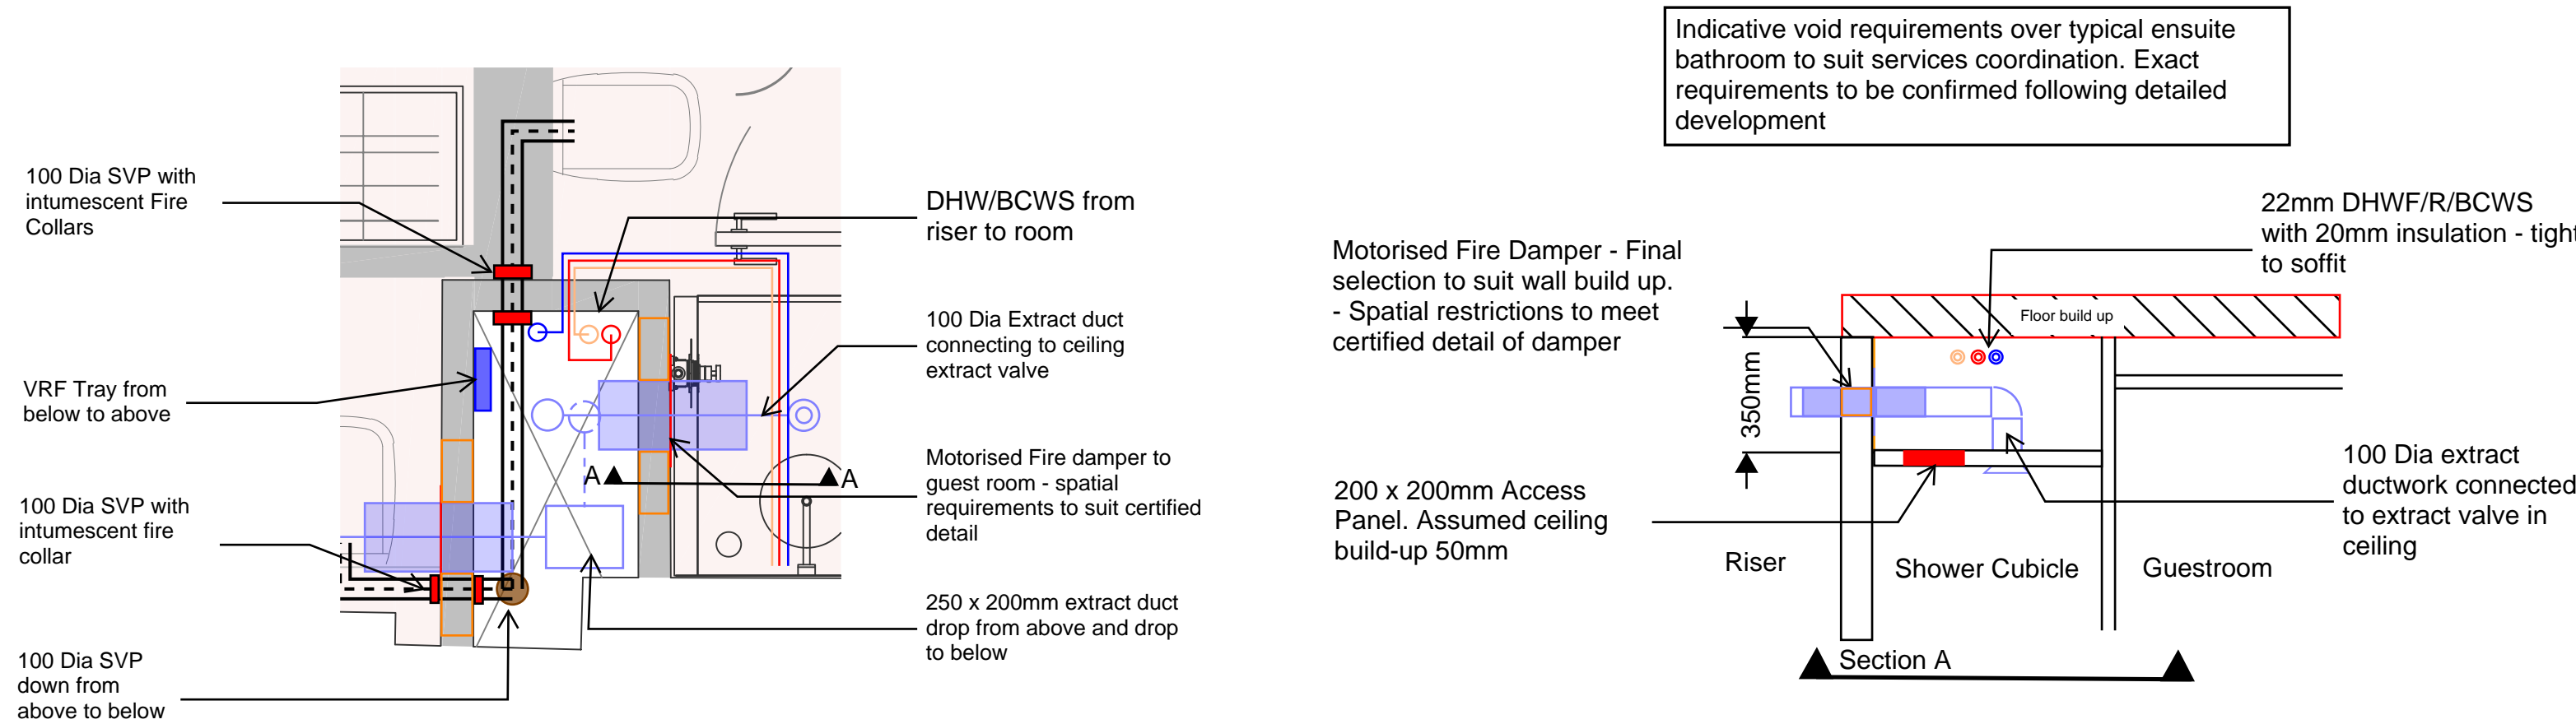 100 Dia SVP with
intumescent Fire
Collars
VRF Tray from
below to above
100 Dia SVP with
intumescent fire
collar
100 Dia SVP
down from
above to below
A
A
DHW/BCWS from
riser to room
100 Dia Extract duct
connecting to ceiling
extract valve
Motorised Fire damper to
guest room - spatial
requirements to suit certified
detail
250 x 200mm extract duct
drop from above and drop
to below
Indicative void requirements over typical ensuite
bathroom to suit services coordination. Exact
requirements to be confirmed following detailed
development
Motorised Fire Damper - Final
selection to suit wall build up.
- Spatial restrictions to meet
certified detail of damper
200 x 200mm Access
Panel. Assumed ceiling
build-up 50mm
350mm
Floor build up
22mm DHWF/R/BCWS
with 20mm insulation - tight
to soffit
100 Dia extract
ductwork connected
to extract valve in
ceiling
Riser
Shower Cubicle
Guestroom
Section A